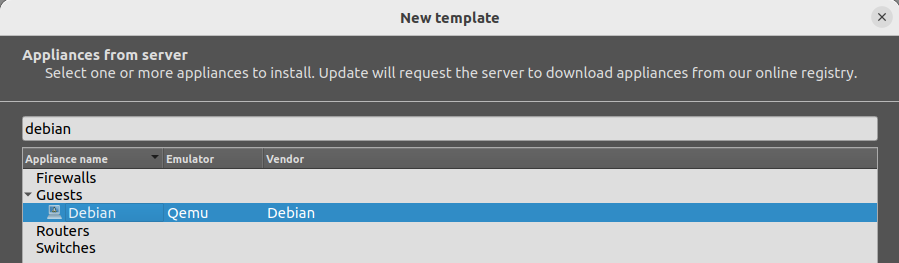 New template
Appliances from server
Select one or more appliances to install. Update will request the server to download appliances from our online registry.
debian
Appliance name Emulator Vendor
Firewalls
Guests
Debian Qemu Debian
Routers
Switches